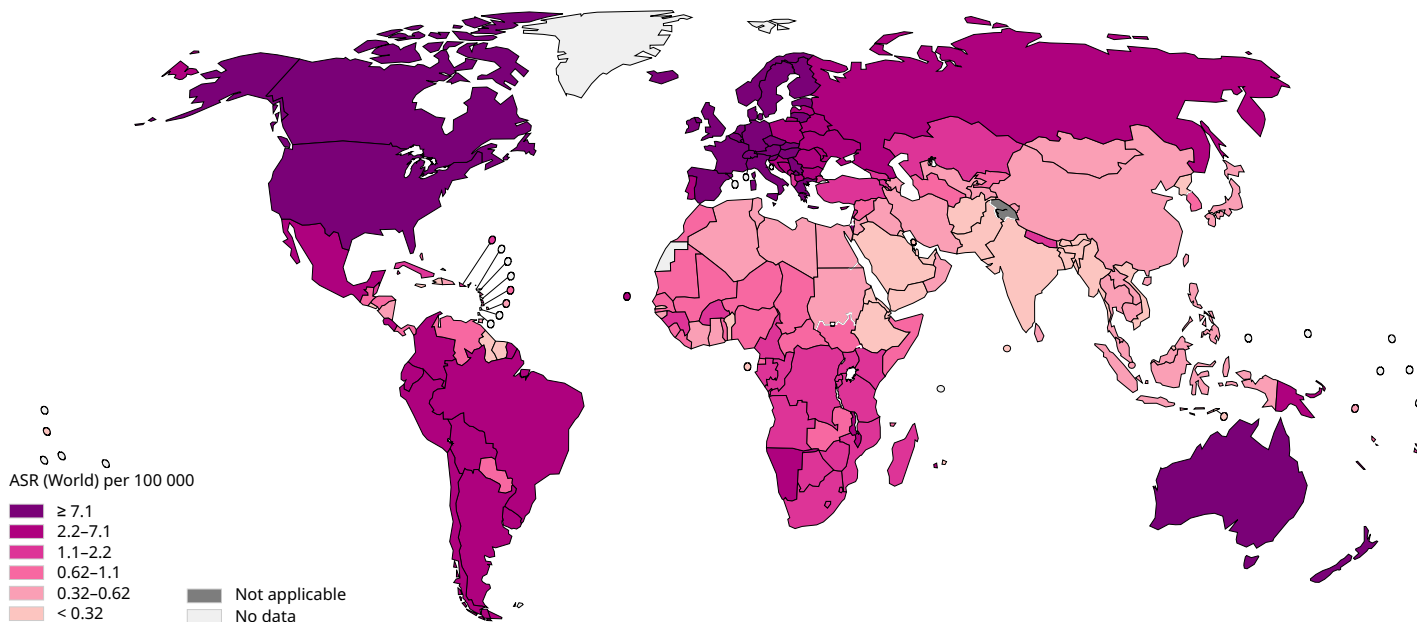 ASR (World) per 100 000
≥ 7.1
2.2–7.1
1.1–2.2
0.62–1.1
0.32–0.62
< 0.32
Not applicable
No data